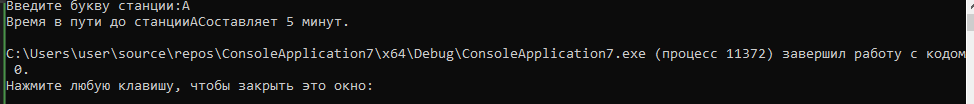 Введите букву станции:А
Время в пути до станцииАСоставляет 5 минут.
C:\Users\user\source\repos\ConsoleApplication7\x64\Debug\ConsoleApplication7.exe (процесс 11372) завершил работу с кодом
0.
Нажмите любую клавишу, чтобы закрыть это окно: